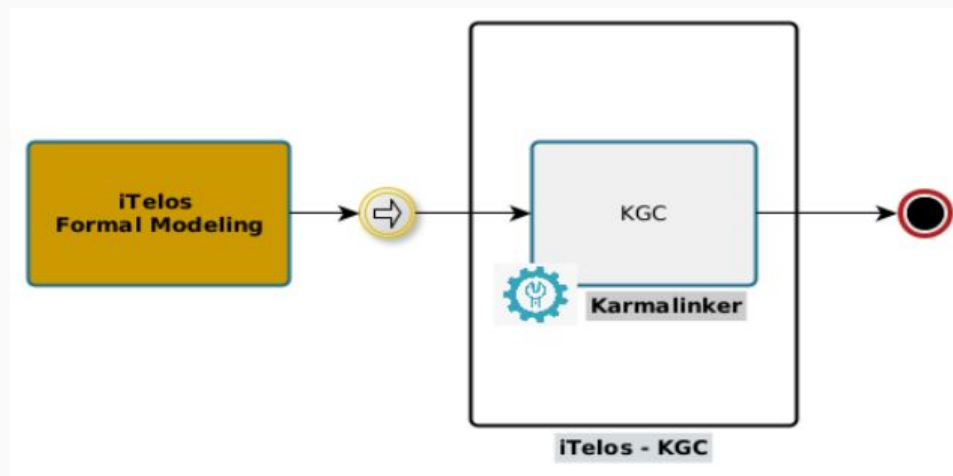 iTelos
Formal Modeling
KGC
Karmalinker
iTelos - KGC